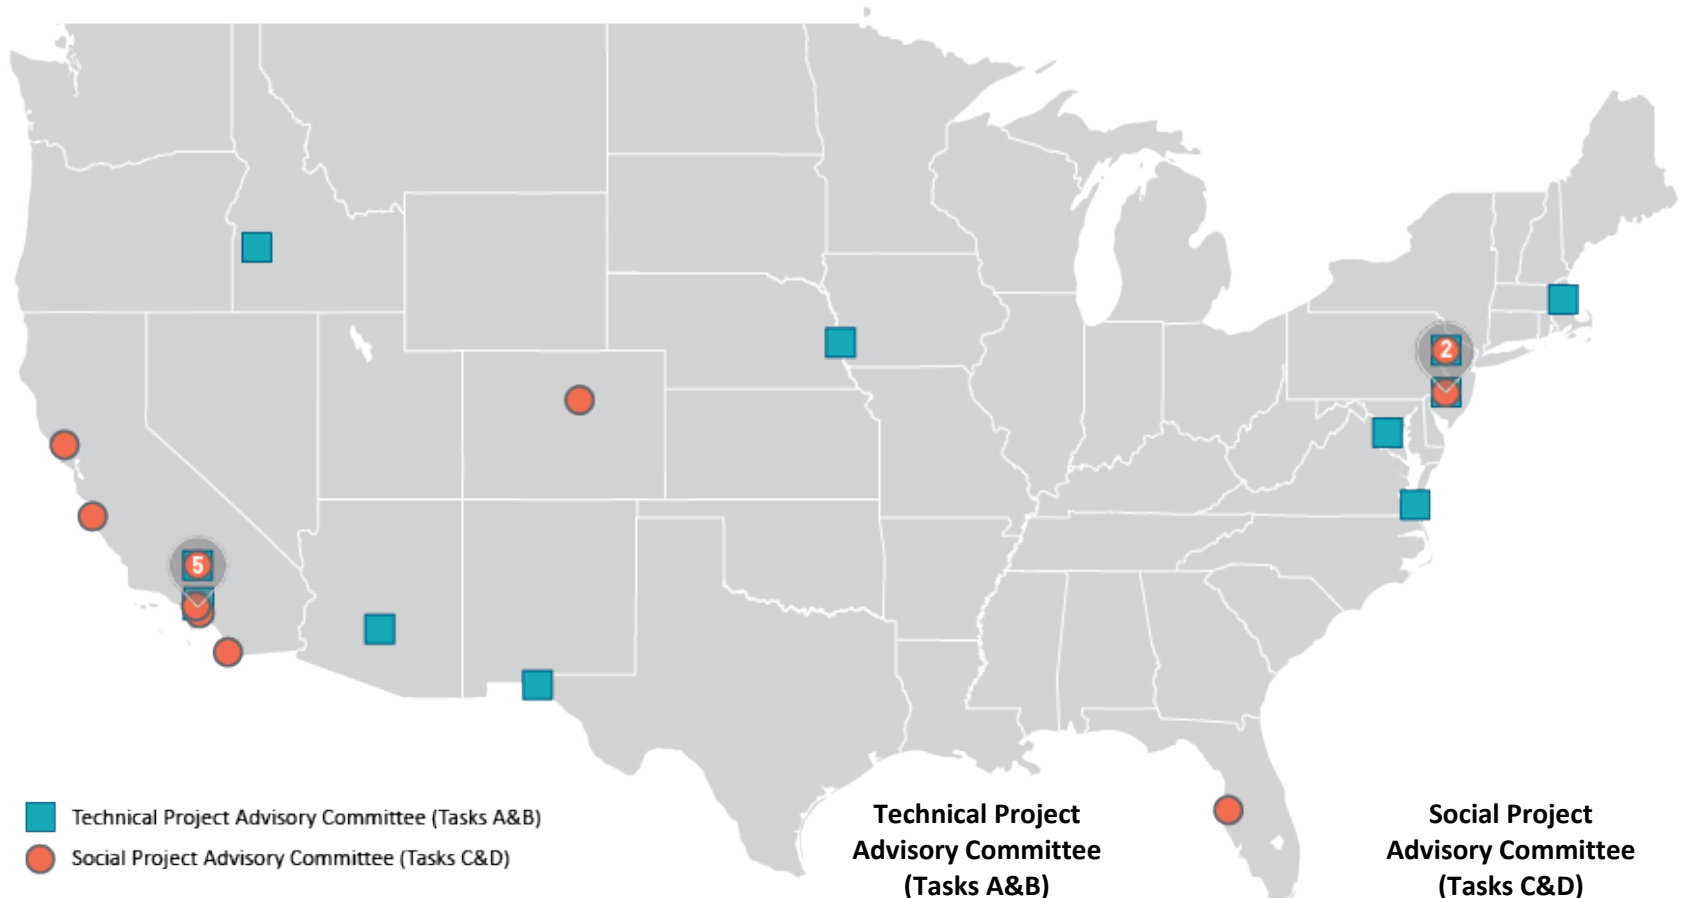 2
5
Technical Project Advisory Committee (Tasks A&B)
Social Project Advisory Committee (Tasks C&D)
Technical Project
Advisory Committee
(Tasks A&B)
Social Project
Advisory Committee
(Tasks C&D)